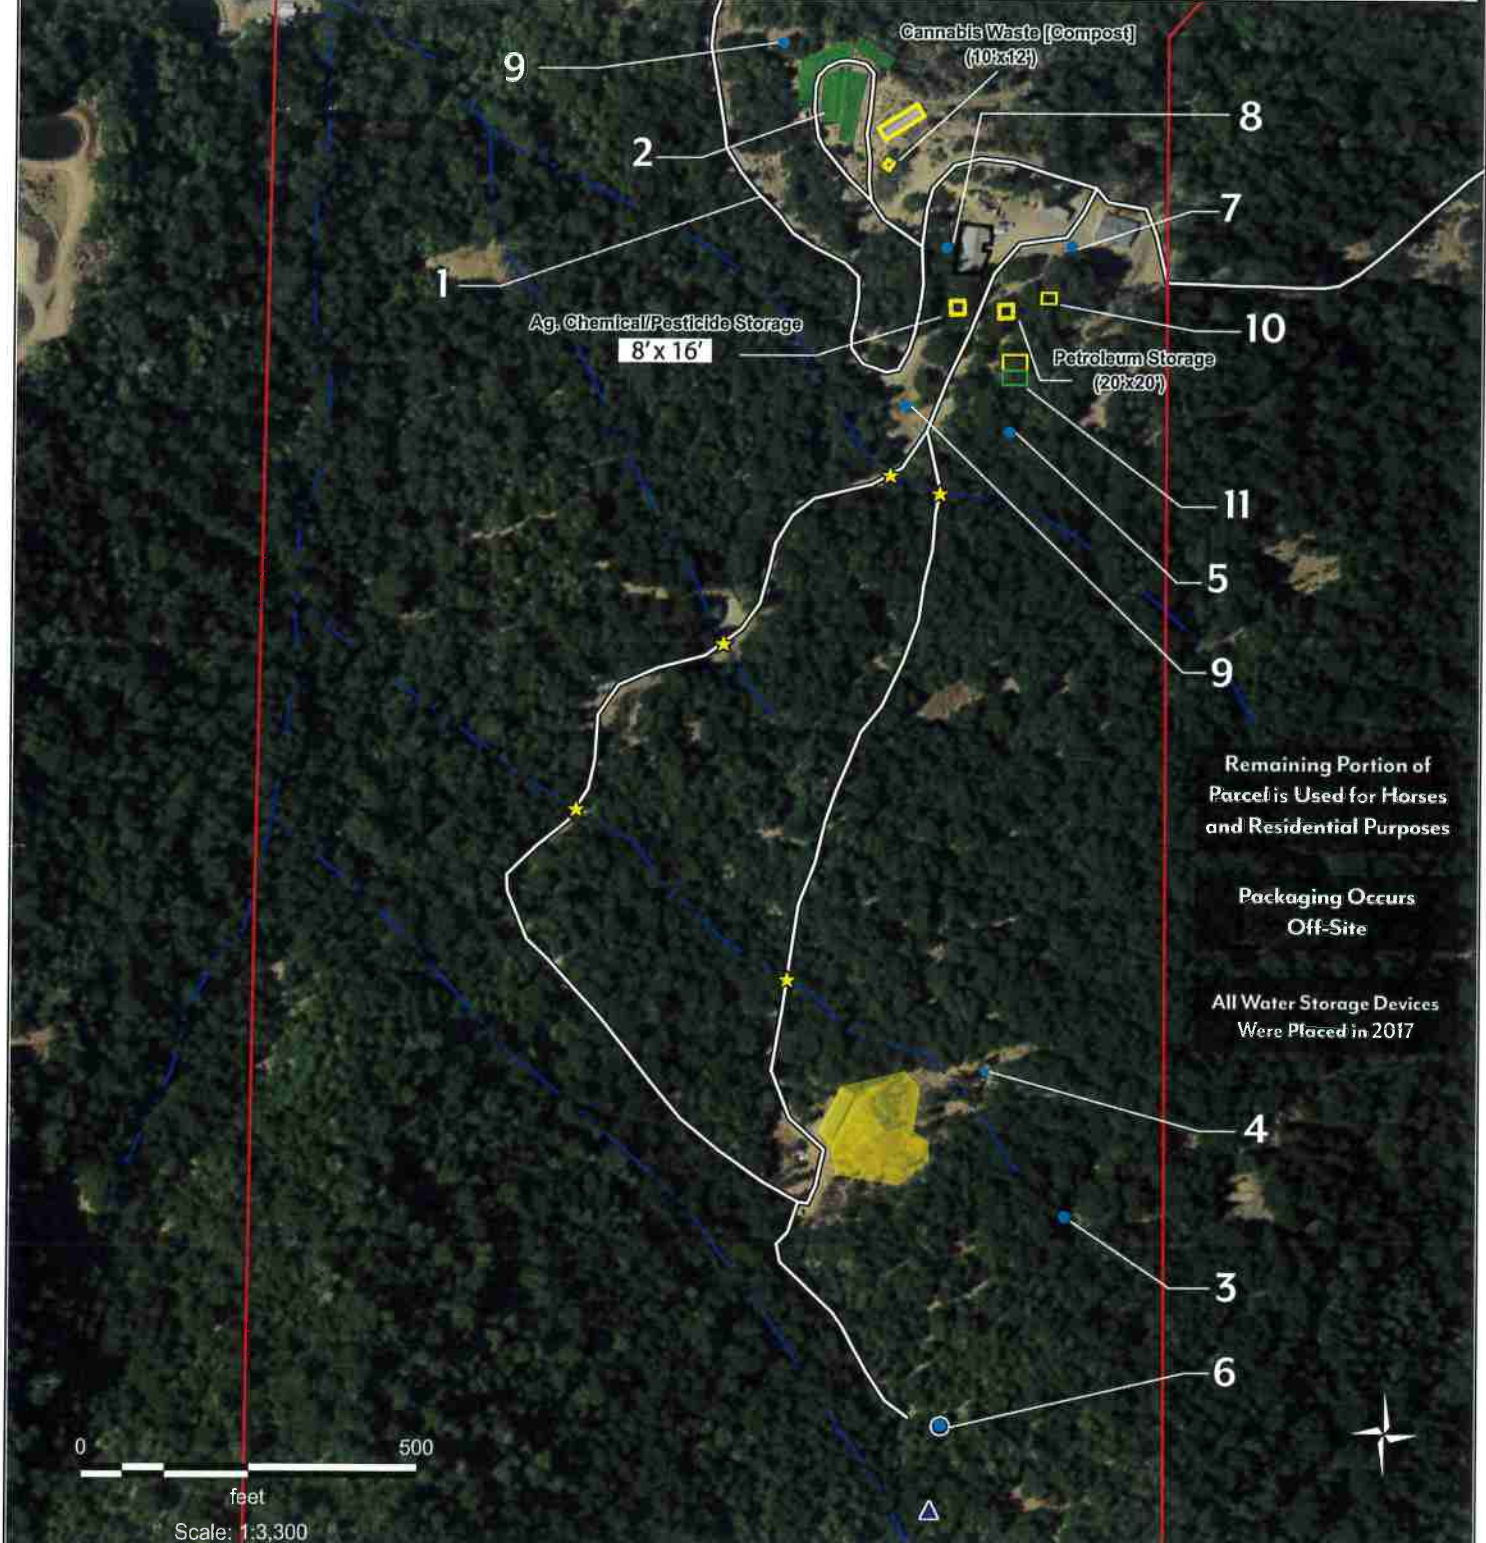 Cannabis Waste [Compost]
(10'x12')
9
8
2
7
1
Ag. Chemical/Pesticide Storage
8' x 16'
10
Petroleum Storage
(20'x20')
11
5
9
Remaining Portion of
Parcel is Used for Horses
and Residential Purposes
Packaging Occurs
Off-Site
All Water Storage Devices
Were Placed in 2017
4
3
6
0 500
feet
Scale: 1:3,300